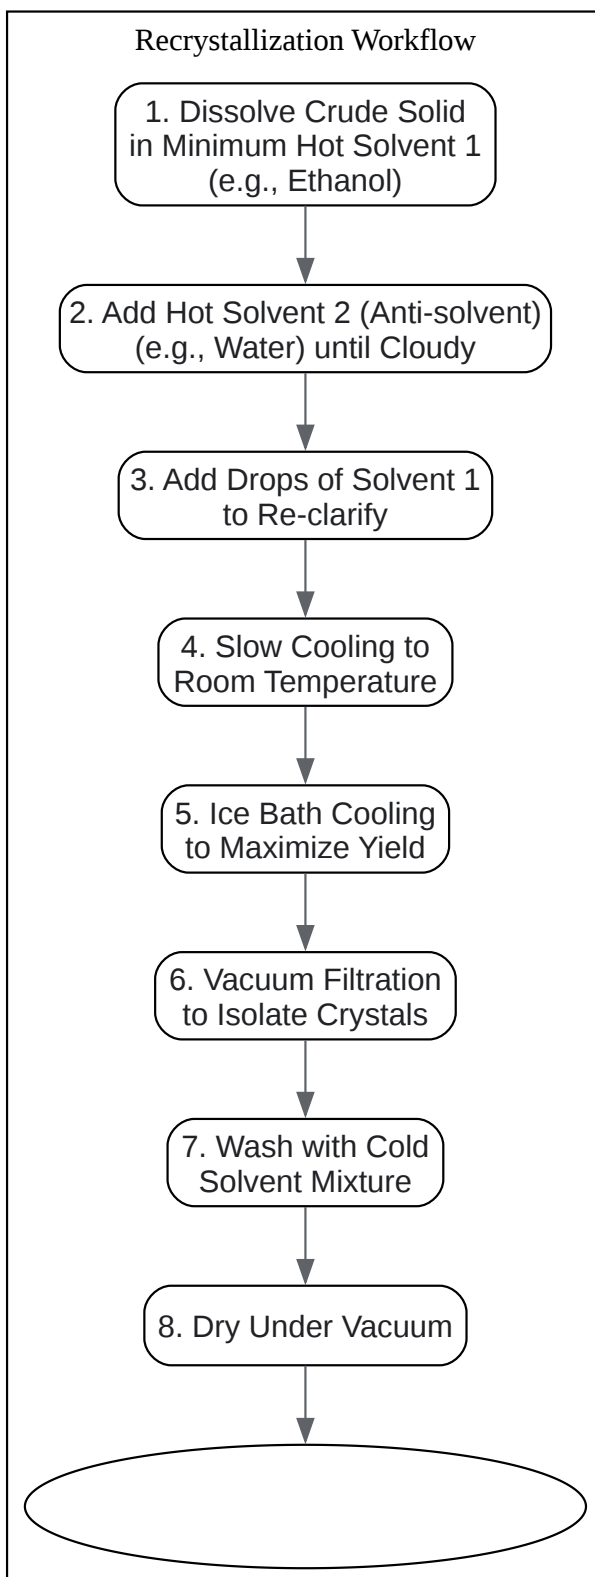 Recrystallization Workflow
1. Dissolve Crude Solid
in Minimum Hot Solvent 1
(e.g., Ethanol)
2. Add Hot Solvent 2 (Anti-solvent)
(e.g., Water) until Cloudy
3. Add Drops of Solvent 1
to Re-clarify
4. Slow Cooling to
Room Temperature
5. Ice Bath Cooling
to Maximize Yield
6. Vacuum Filtration
to Isolate Crystals
7. Wash with Cold
Solvent Mixture
8. Dry Under Vacuum